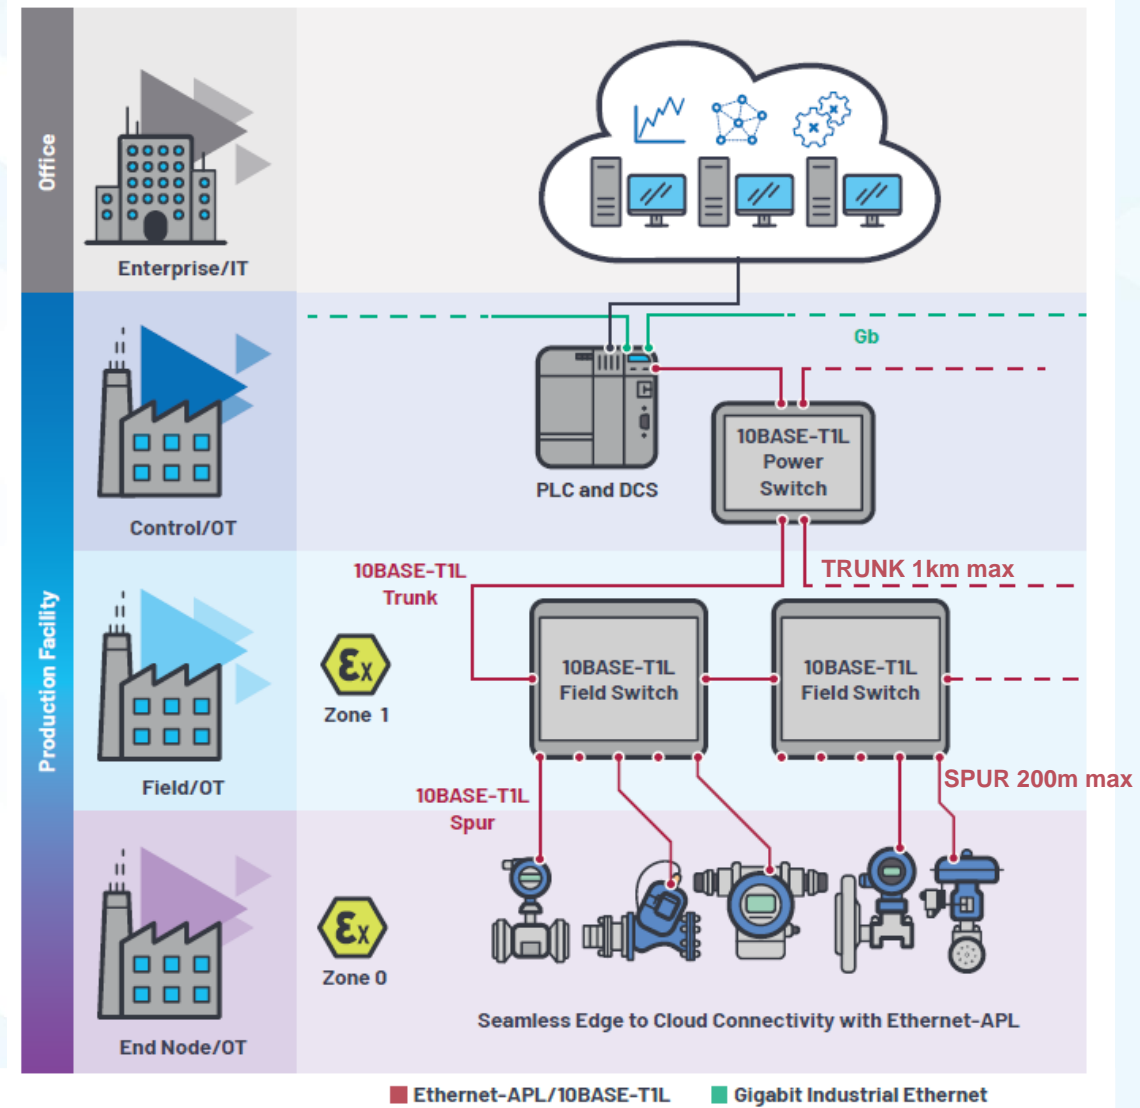 Office
Enterprise/IT
Gb
10BASE-T1L
Power
Switch
PLC and DCS
Control/OT
Production Facility
10BASE-T1L
Trunk
TRUNK 1km max
10BASE-T1L
Field Switch
10BASE-T1L
Field Switch
εx
Zone 1
Field/OT
SPUR 200m max
10BASE-T1L
Spur
εx
Zone 0
Seamless Edge to Cloud Connectivity with Ethernet-APL
End Node/OT
Ethernet-APL/10BASE-T1L
Gigabit Industrial Ethernet